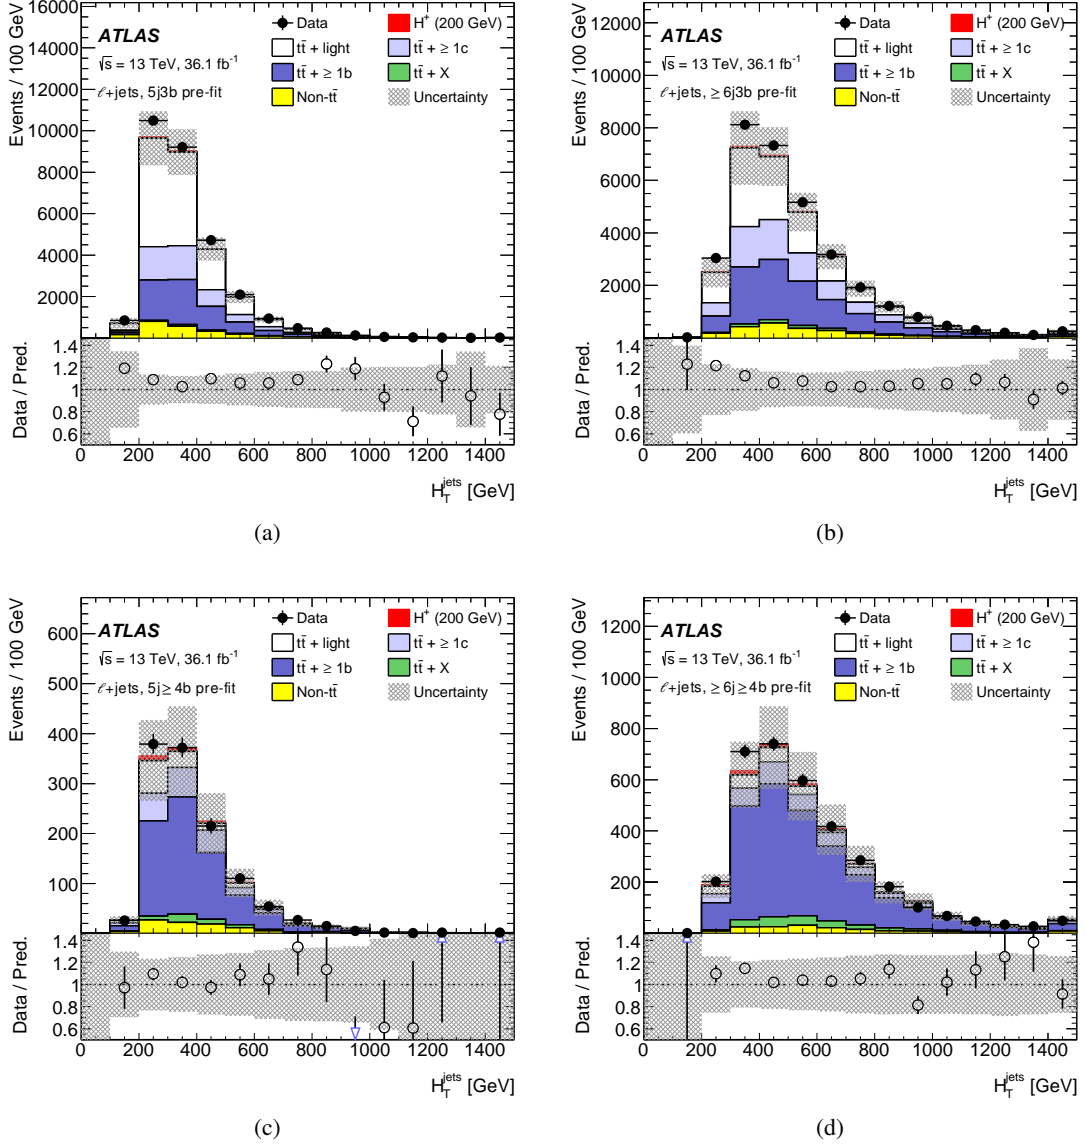 Events / 100 GeV
16000
14000
12000
10000
8000
6000
4000
2000
ATLAS
√s = 13 TeV, 36.1 fb⁻¹
ℓ+jets, 5j3b pre-fit
Data
H⁺ (200 GeV)
tt̄ + light
tt̄ + ≥ 1c
tt̄ + ≥ 1b
tt̄ + X
Non-tt̄
Uncertainty
Data / Pred.
1.4
1.2
1
0.8
0.6
0 200 400 600 800 1000 1200 1400
H_T^jets [GeV]
(a)
Events / 100 GeV
12000
10000
8000
6000
4000
2000
ATLAS
√s = 13 TeV, 36.1 fb⁻¹
ℓ+jets, ≥ 6j3b pre-fit
Data
H⁺ (200 GeV)
tt̄ + light
tt̄ + ≥ 1c
tt̄ + ≥ 1b
tt̄ + X
Non-tt̄
Uncertainty
Data / Pred.
1.4
1.2
1
0.8
0.6
0 200 400 600 800 1000 1200 1400
H_T^jets [GeV]
(b)
Events / 100 GeV
600
500
400
300
200
100
ATLAS
√s = 13 TeV, 36.1 fb⁻¹
ℓ+jets, 5j≥ 4b pre-fit
Data
H⁺ (200 GeV)
tt̄ + light
tt̄ + ≥ 1c
tt̄ + ≥ 1b
tt̄ + X
Non-tt̄
Uncertainty
Data / Pred.
1.4
1.2
1
0.8
0.6
0 200 400 600 800 1000 1200 1400
H_T^jets [GeV]
(c)
Events / 100 GeV
1200
1000
800
600
400
200
ATLAS
√s = 13 TeV, 36.1 fb⁻¹
ℓ+jets, ≥ 6j≥ 4b pre-fit
Data
H⁺ (200 GeV)
tt̄ + light
tt̄ + ≥ 1c
tt̄ + ≥ 1b
tt̄ + X
Non-tt̄
Uncertainty
Data / Pred.
1.4
1.2
1
0.8
0.6
0 200 400 600 800 1000 1200 1400
H_T^jets [GeV]
(d)